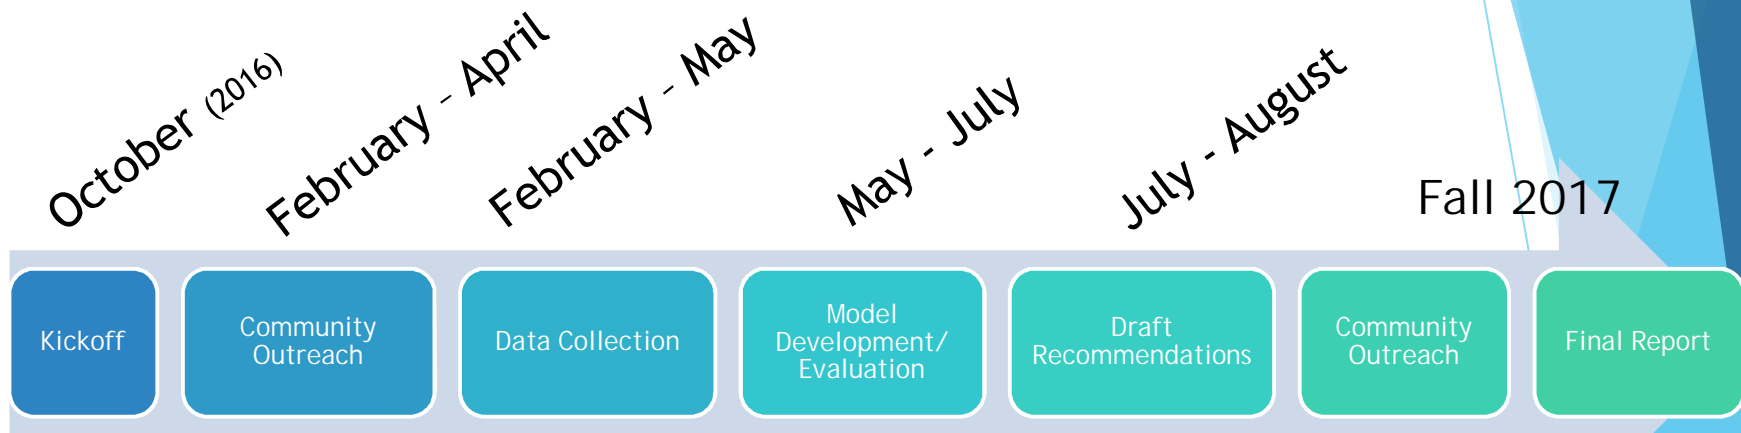 October (2016)
February - April
February - May
May - July
July - August
Fall 2017
Kickoff
Community
Outreach
Data Collection
Model
Development/
Evaluation
Draft
Recommendations
Community
Outreach
Final Report